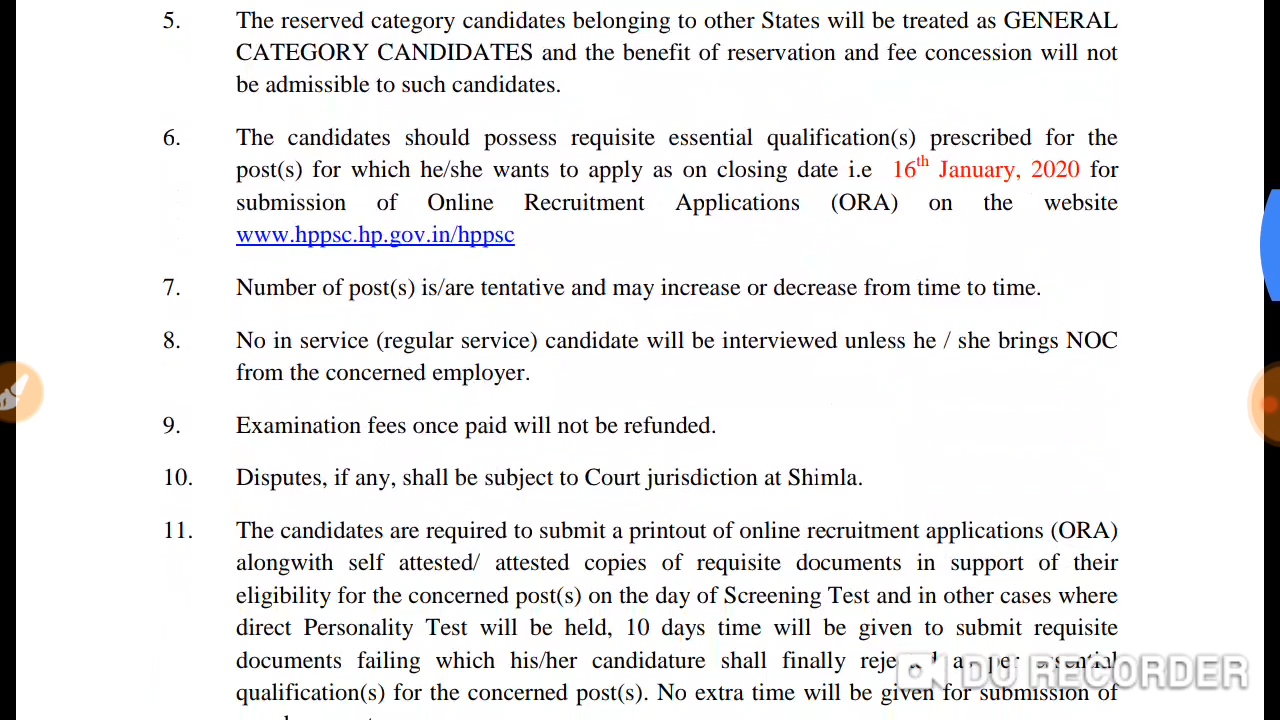 5. The reserved category candidates belonging to other States will be treated as GENERAL
CATEGORY CANDIDATES and the benefit of reservation and fee concession will not
be admissible to such candidates.
6. The candidates should possess requisite essential qualification(s) prescribed for the
post(s) for which he/she wants to apply as on closing date i.e 16th January, 2020 for
submission of Online Recruitment Applications (ORA) on the website
www.hppsc.hp.gov.in/hppsc
7. Number of post(s) is/are tentative and may increase or decrease from time to time.
8. No in service (regular service) candidate will be interviewed unless he / she brings NOC
from the concerned employer.
9. Examination fees once paid will not be refunded.
10. Disputes, if any, shall be subject to Court jurisdiction at Shimla.
11. The candidates are required to submit a printout of online recruitment applications (ORA)
alongwith self attested/ attested copies of requisite documents in support of their
eligibility for the concerned post(s) on the day of Screening Test and in other cases where
direct Personality Test will be held, 10 days time will be given to submit requisite
documents failing which his/her candidature shall finally rejected as per essential
qualification(s) for the concerned post(s). No extra time will be given for submission of
DU RECORDER